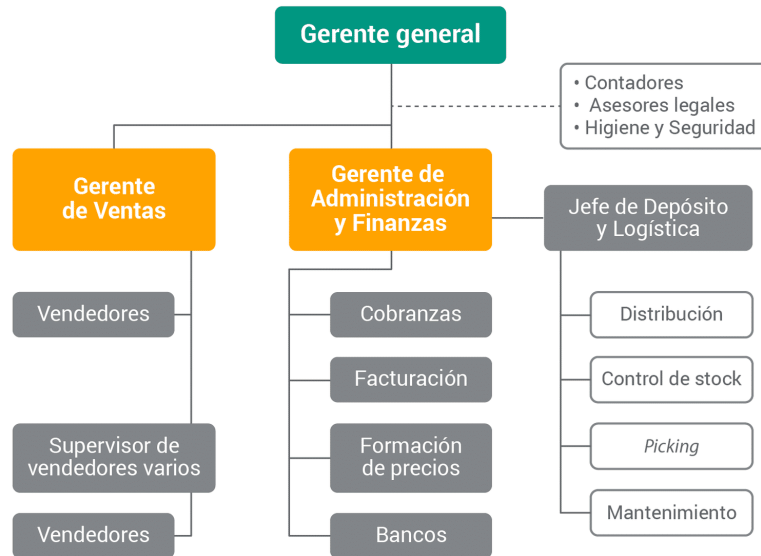 Gerente general
• Contadores
• Asesores legales
• Higiene y Seguridad
Gerente
de Ventas
Gerente de
Administración
y Finanzas
Jefe de Depósito
y Logística
Vendedores
Cobranzas
Distribución
Facturación
Control de stock
Supervisor de
vendedores varios
Formación
de precios
Picking
Vendedores
Bancos
Mantenimiento